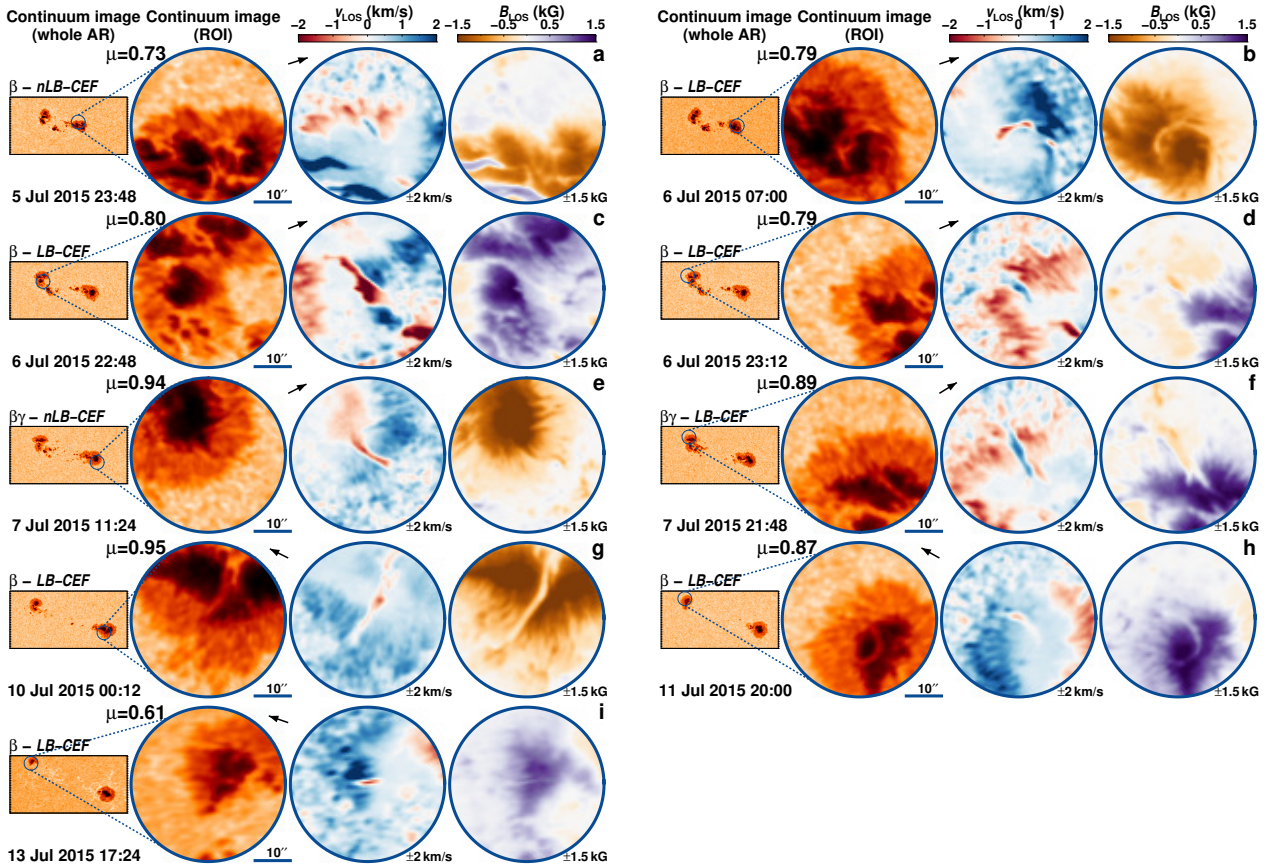 Continuum image Continuum image v_LOS (km/s) B_LOS (kG)
(whole AR) (ROI) −2 −1 0 1 2 −1.5 −0.5 0.5 1.5
μ=0.73 a
β − nLB−CEF
5 Jul 2015 23:48 10′′ ±2 km/s ±1.5 kG
μ=0.80 c
β − LB−CEF
6 Jul 2015 22:48 10′′ ±2 km/s ±1.5 kG
μ=0.94 e
βγ − nLB−CEF
7 Jul 2015 11:24 10′′ ±2 km/s ±1.5 kG
μ=0.95 g
β − LB−CEF
10 Jul 2015 00:12 10′′ ±2 km/s ±1.5 kG
μ=0.61 i
β − LB−CEF
13 Jul 2015 17:24 10′′ ±2 km/s ±1.5 kG
Continuum image Continuum image v_LOS (km/s) B_LOS (kG)
(whole AR) (ROI) −2 −1 0 1 2 −1.5 −0.5 0.5 1.5
μ=0.79 b
β − LB−CEF
6 Jul 2015 07:00 10′′ ±2 km/s ±1.5 kG
μ=0.79 d
β − LB−CEF
6 Jul 2015 23:12 10′′ ±2 km/s ±1.5 kG
μ=0.89 f
βγ − LB−CEF
7 Jul 2015 21:48 10′′ ±2 km/s ±1.5 kG
μ=0.87 h
β − LB−CEF
11 Jul 2015 20:00 10′′ ±2 km/s ±1.5 kG